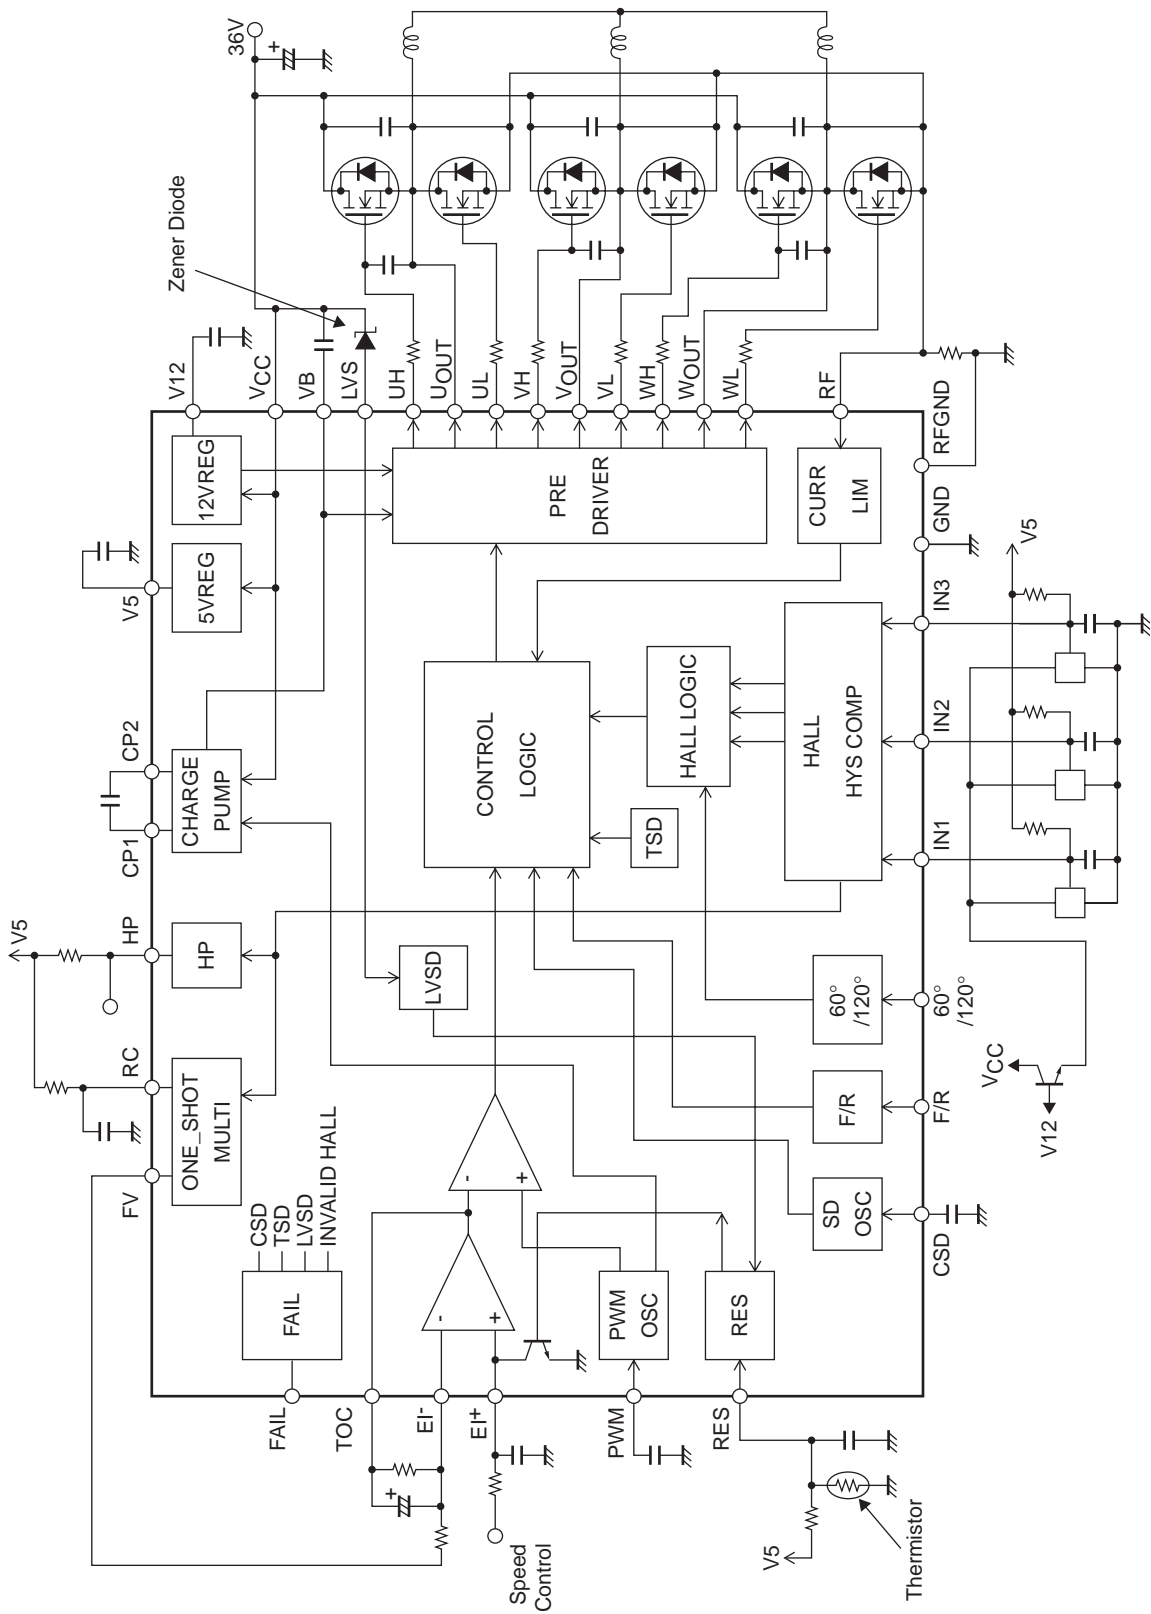 36V
+
Zener Diode
V12
VCC
VB
LVS
UH
UOUT
UL
VH
VOUT
VL
WH
WOUT
WL
RF
RFGND
GND
12VREG
5VREG
PRE
DRIVER
CURR
LIM
V5
V5
CP2
CP1
CHARGE
PUMP
CONTROL
LOGIC
HALL LOGIC
HALL
HYS COMP
TSD
IN3
IN2
IN1
V5
HP
HP
RC
FV
ONE_SHOT
MULTI
LVSD
60°
/120°
60°
/120°
F/R
F/R
SD
OSC
CSD
VCC
V12
CSD
TSD
LVSD
INVALID HALL
FAIL
-
+
-
+
PWM
OSC
RES
FAIL
TOC
EI-
EI+
PWM
RES
+
Speed
Control
V5
Thermistor